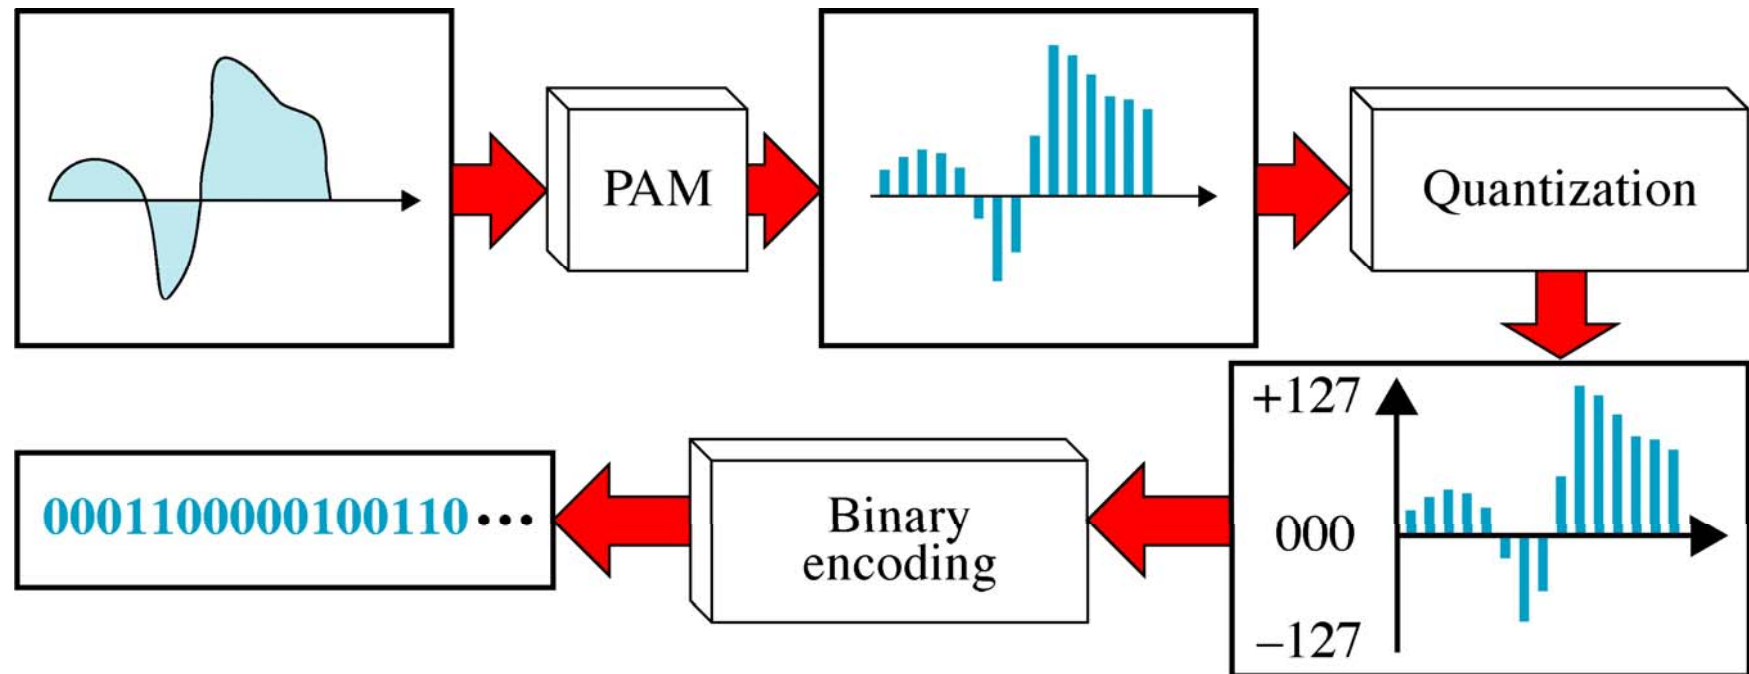 PAM
Quantization
+127
000
–127
Binary
encoding
0001100000100110...